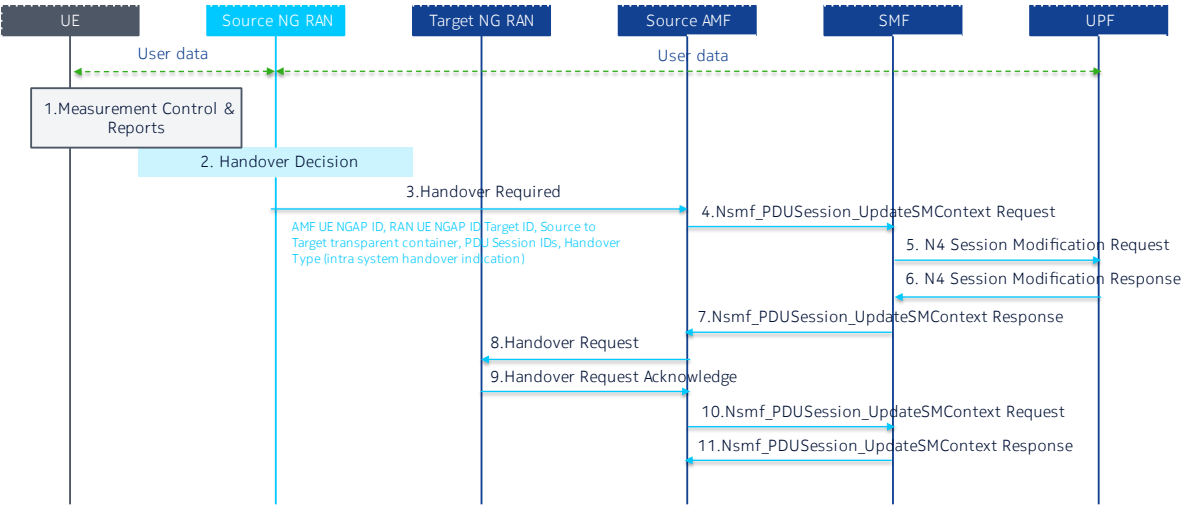 UE
Source NG RAN
Target NG RAN
Source AMF
SMF
UPF
User data
User data
1.Measurement Control &
Reports
2. Handover Decision
3.Handover Required
AMF UE NGAP ID, RAN UE NGAP ID Target ID, Source to
Target transparent container, PDU Session IDs, Handover
Type (intra system handover indication)
4.Nsmf_PDUSession_UpdateSMContext Request
5. N4 Session Modification Request
6. N4 Session Modification Response
7.Nsmf_PDUSession_UpdateSMContext Response
8.Handover Request
9.Handover Request Acknowledge
10.Nsmf_PDUSession_UpdateSMContext Request
11.Nsmf_PDUSession_UpdateSMContext Response